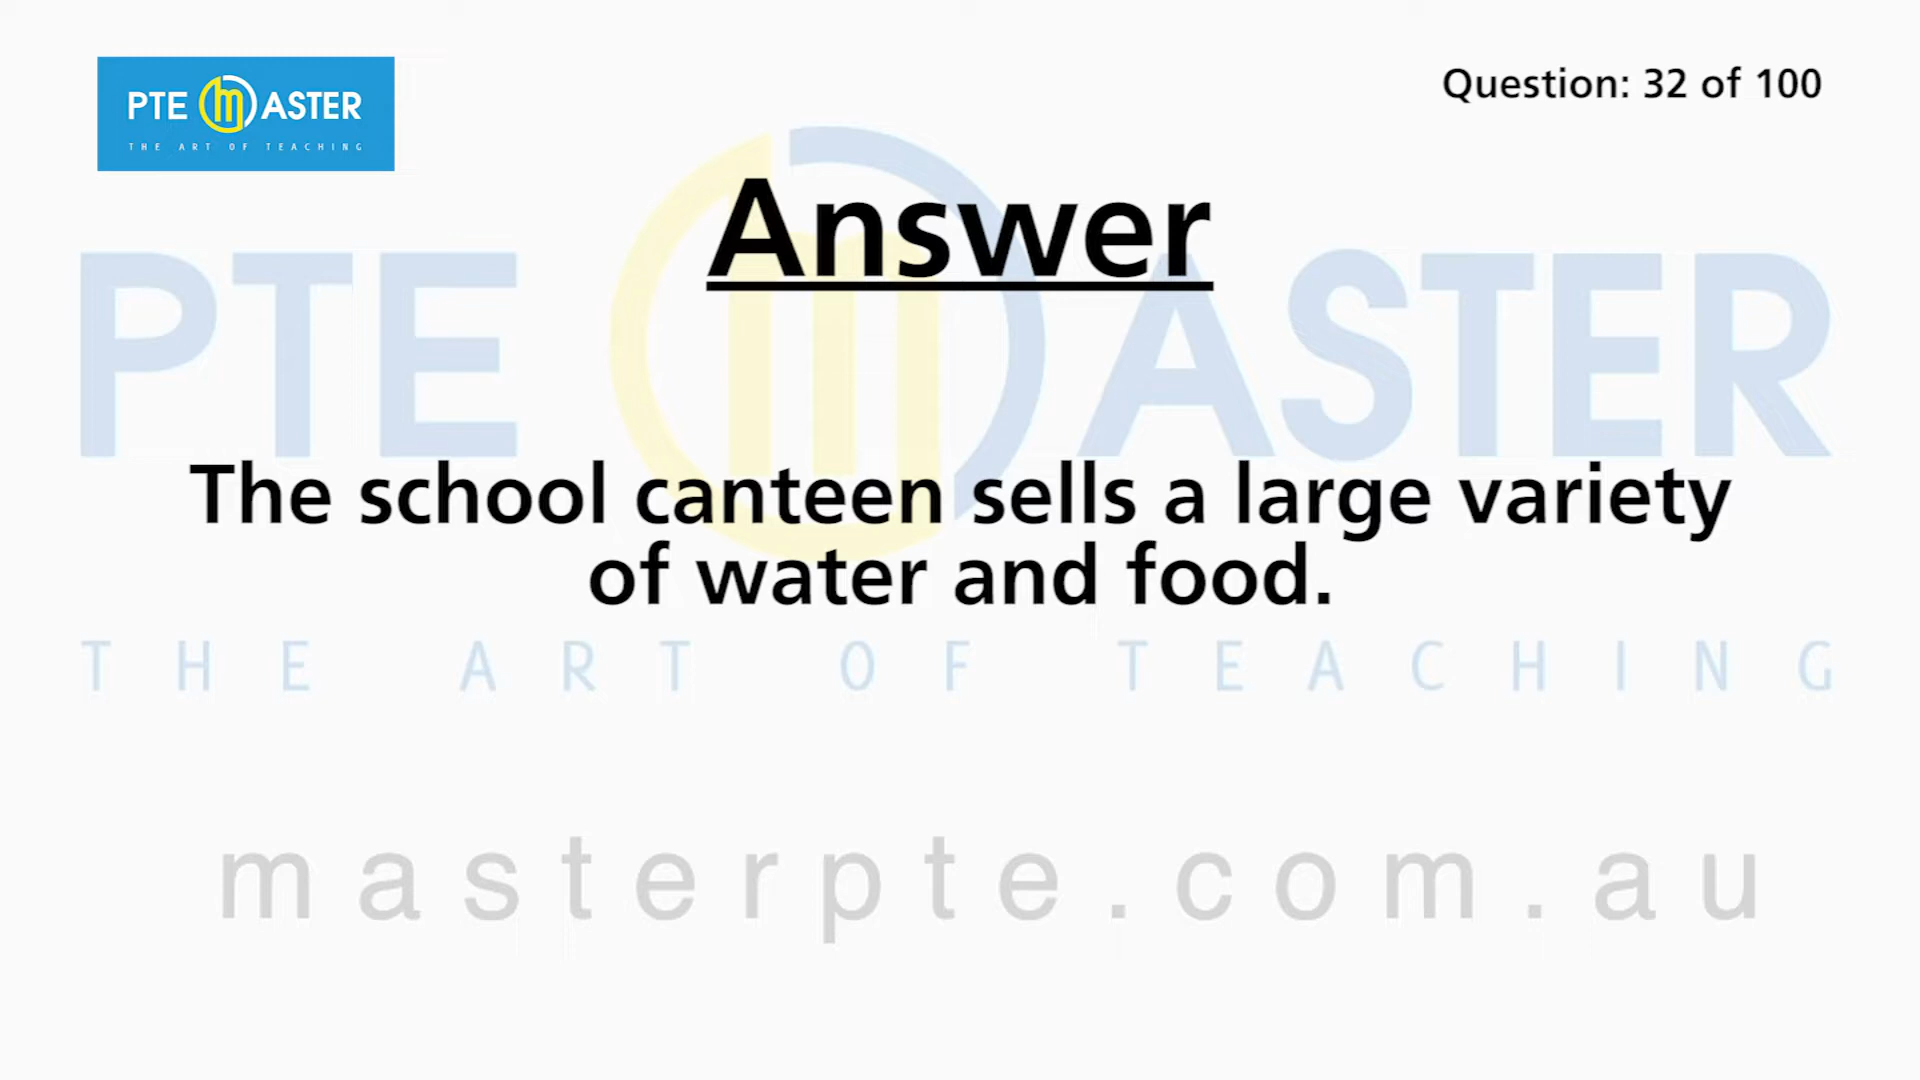 PTE MASTER
THE ART OF TEACHING
Question: 32 of 100
Answer
PTE MASTER
The school canteen sells a large variety
of water and food.
THE ART OF TEACHING
masterpte.com.au